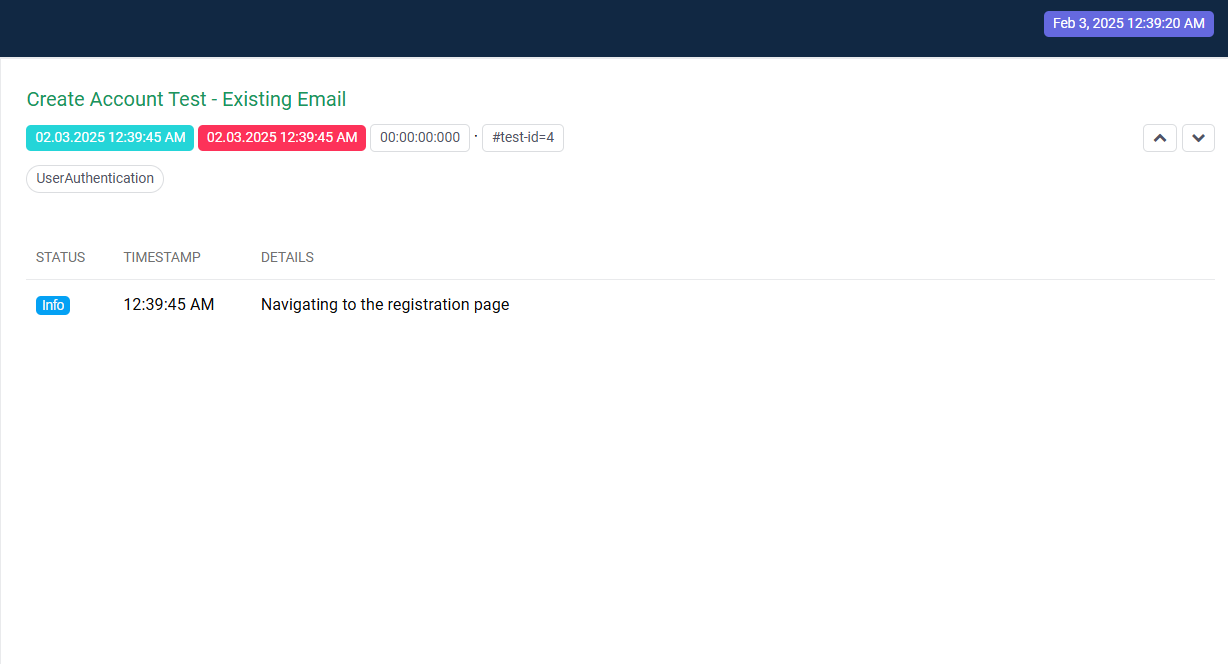 Feb 3, 2025 12:39:20 AM
Create Account Test - Existing Email
02.03.2025 12:39:45 AM 02.03.2025 12:39:45 AM 00:00:00:000 · #test-id=4
UserAuthentication
STATUS TIMESTAMP DETAILS
Info 12:39:45 AM Navigating to the registration page